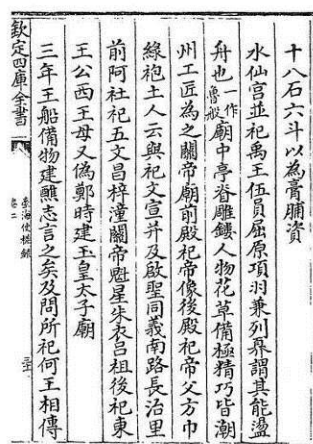 十八石六斗以為膏脯資
水仙宮並祀禹王伍員屈原項羽兼列奡謂其能盪
舟也一作魯般廟中亭脊雕鏤人物花草備極精巧皆潮
州工匠為之關帝廟前殿祀帝像後殿祀帝父方巾
綠袍土人云與祀文宣并及啟聖同義南路長治里
前阿社祀五文昌梓潼關帝魁星朱衣呂祖後祀東
王公西王母又偽鄭時建玉皇太子廟
三年王船備物建醮志言之矣及問所祀何王相傳
欽定四庫全書
臺海使槎錄
卷二